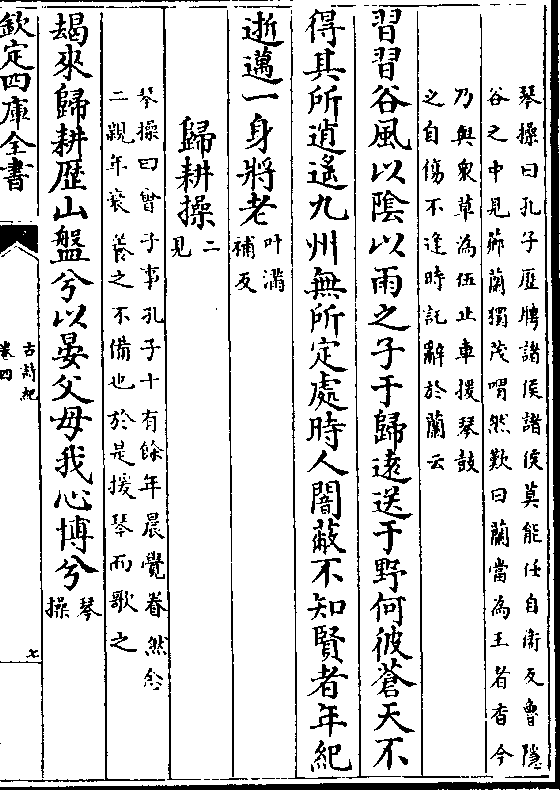 琴操曰孔子歴聘諸侯諸侯莫能任自衛反魯隠
谷之中見薌蘭獨茂喟然歎曰蘭當為王者香今
乃與衆草為伍止車援琴鼓
之自傷不逢時託辭於蘭云
習習谷風以陰以雨之子于歸逺送于野何彼蒼天不
得其所逍遙九州無所定處時人闇蔽不知賢者年紀
逝邁一身將老叶滿
補反
歸耕操二
見
琴操曰曾子事孔子十有餘年晨覺眷然念
二親年衰養之不備也於是援琴而歌之
朅來歸耕歴山盤兮以晏父母我心博兮琴
操
欽定四庫全書
古詩紀
卷四
七